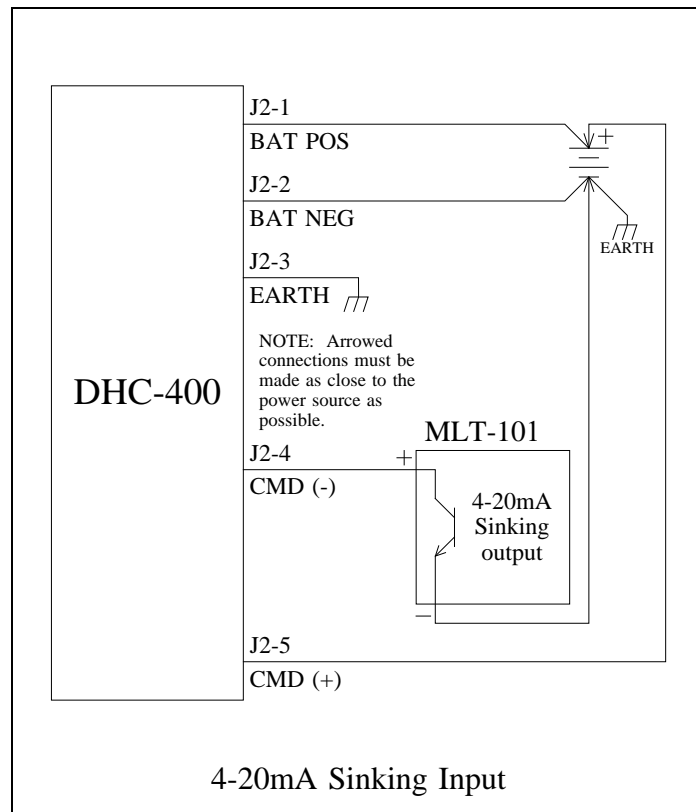 J2-1
BAT POS
+
J2-2
BAT NEG
EARTH
J2-3
EARTH
NOTE: Arrowed
connections must be
made as close to the
power source as
possible.
DHC-400
MLT-101
J2-4
+
CMD (-)
4-20mA
Sinking
output
−
J2-5
CMD (+)
4-20mA Sinking Input